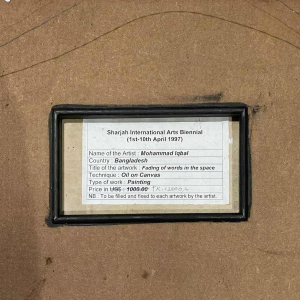 Sharjah International Arts Biennial
(1st-10th April 1997)
Name of the Artist : Mohammad Iqbal
Country : Bangladesh
Title of the artwork : Fading of words in the space
Technique : Oil on Canvas
Type of work : Painting
Price in US$ : 1000.00
NB : To be filled and fixed to each artwork by the artist.